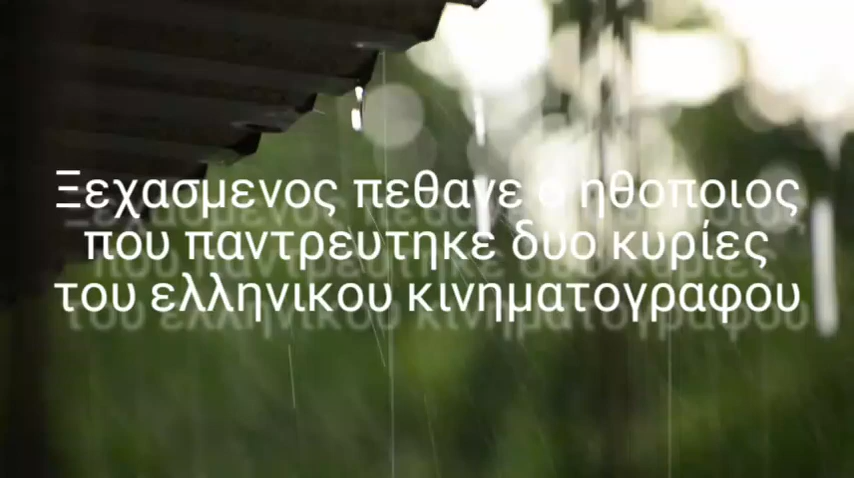 Ξεχασμενος πεθανε ο ηθοποιος
που παντρευτηκε δυο κυρίες
του ελληνικου κινηματογραφου